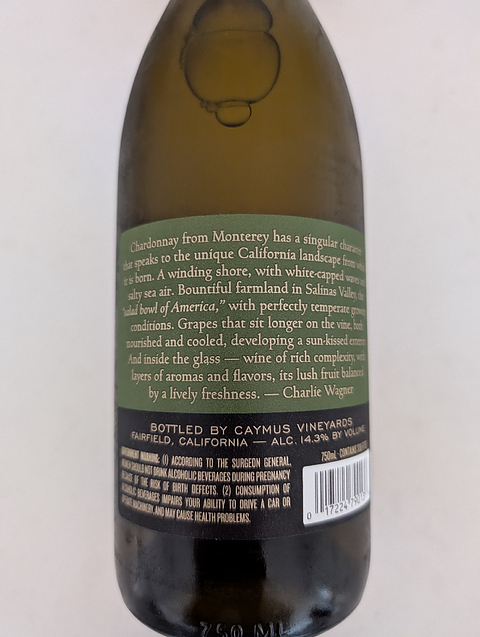 Chardonnay from Monterey has a singular character
that speaks to the unique California landscape from
it is born. A winding shore, with white-capped waves
salty sea air. Bountiful farmland in Salinas Valley, the
"salad bowl of America," with perfectly temperate
conditions. Grapes that sit longer on the vine, both
nourished and cooled, developing a sun-kissed
And inside the glass — wine of rich complexity, with
layers of aromas and flavors, its lush fruit balanced
by a lively freshness. — Charlie Wagner
BOTTLED BY CAYMUS VINEYARDS
FAIRFIELD, CALIFORNIA — ALC. 14.3% BY VOLUME
GOVERNMENT WARNING: (1) ACCORDING TO THE SURGEON GENERAL,
WOMEN SHOULD NOT DRINK ALCOHOLIC BEVERAGES DURING PREGNANCY
BECAUSE OF THE RISK OF BIRTH DEFECTS. (2) CONSUMPTION OF
ALCOHOLIC BEVERAGES IMPAIRS YOUR ABILITY TO DRIVE A CAR OR
OPERATE MACHINERY, AND MAY CAUSE HEALTH PROBLEMS.
750mL · CONTAINS
0 17224
750 ML